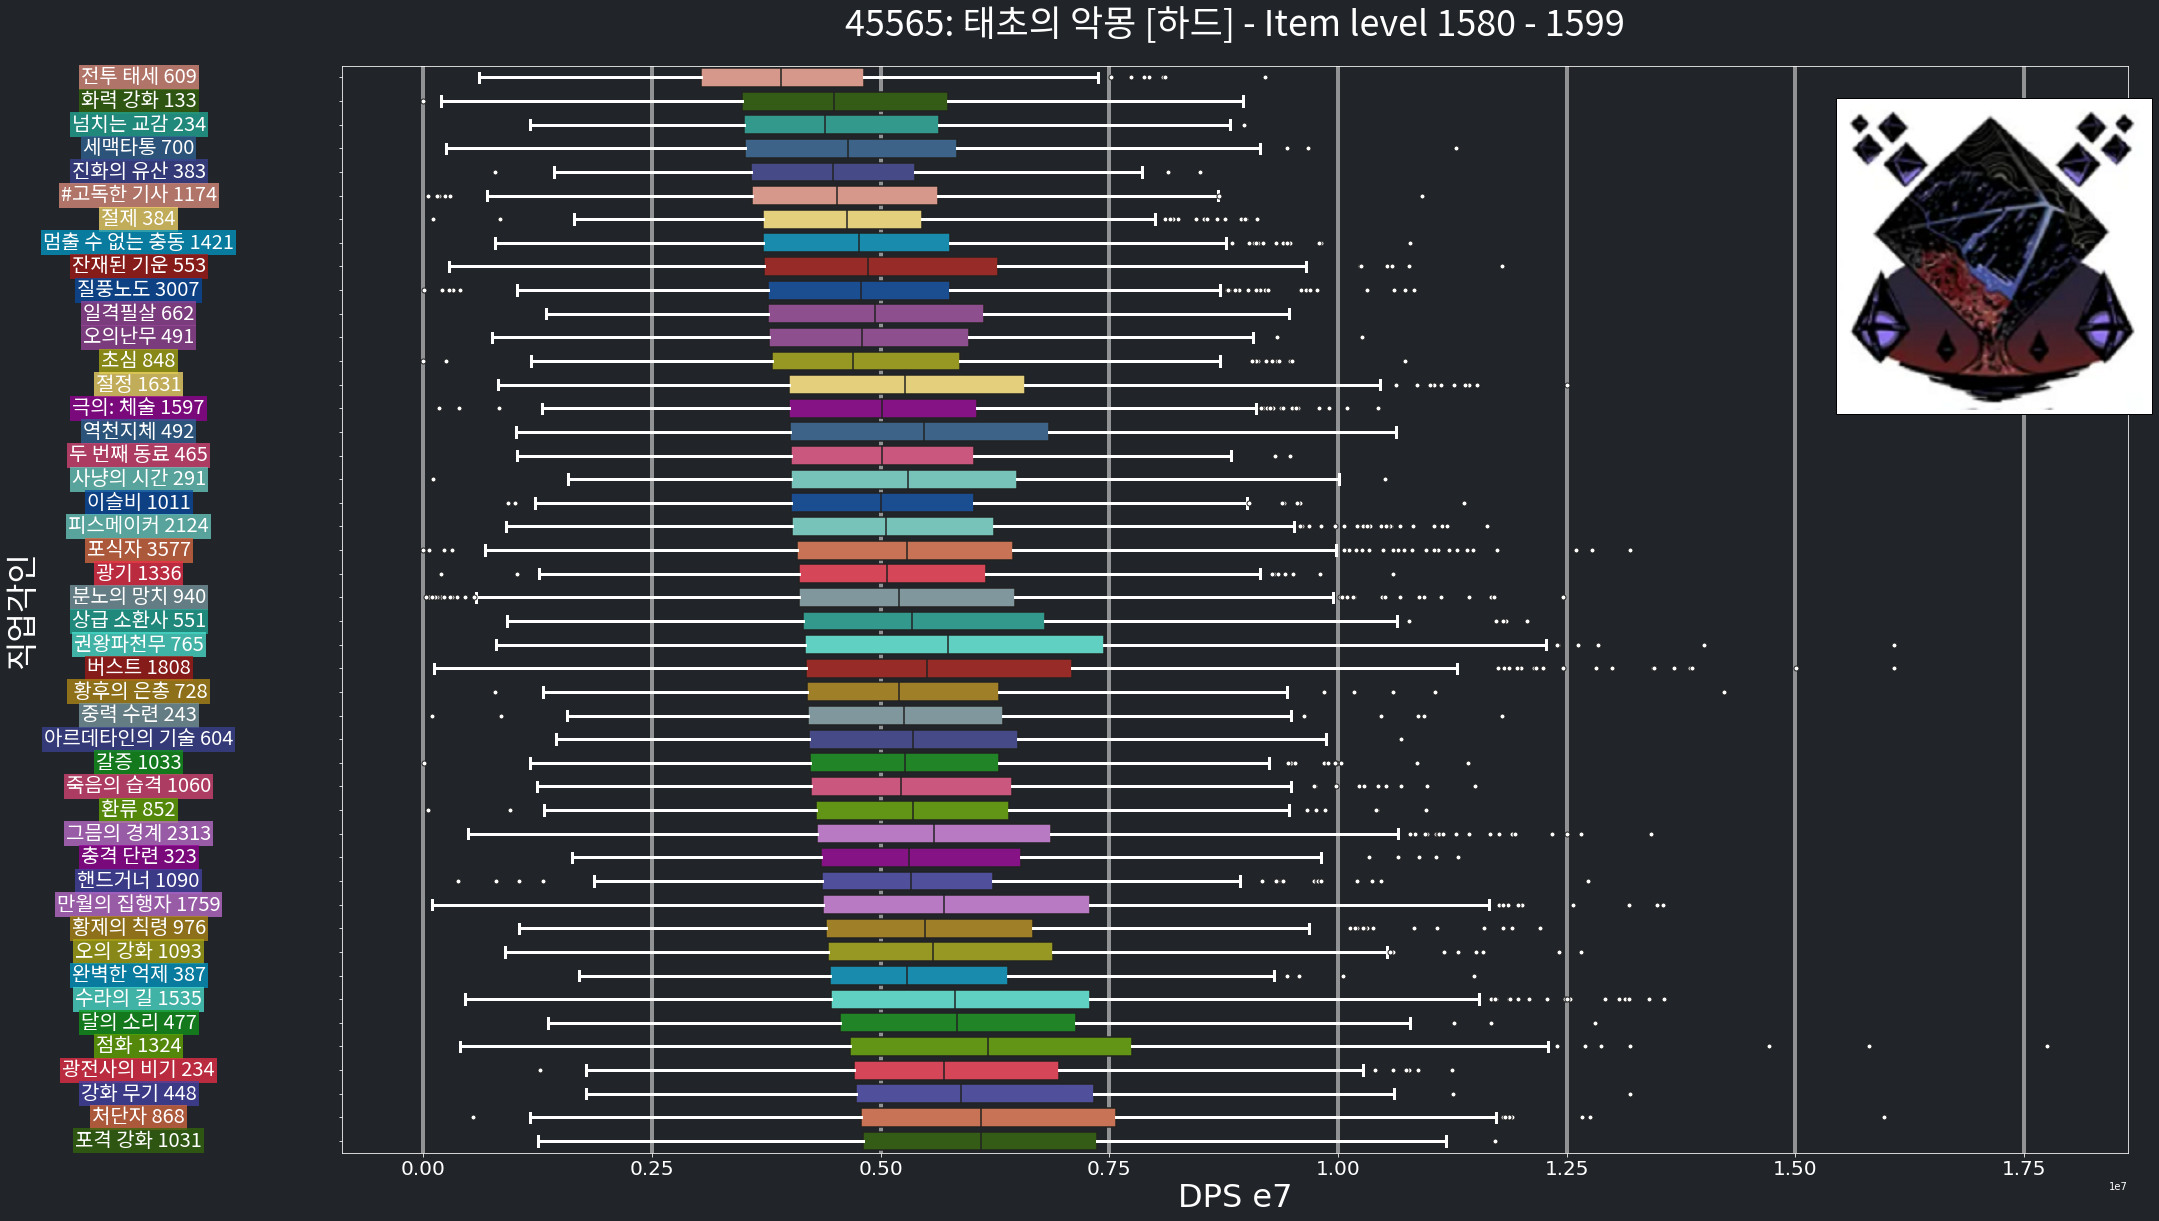 45565: 태초의 악몽 [하드] - Item level 1580 - 1599
전투 태세 609
화력 강화 133
넘치는 교감 234
세맥타통 700
진화의 유산 383
#고독한 기사 1174
절제 384
멈출 수 없는 충동 1421
잔재된 기운 553
질풍노도 3007
일격필살 662
오의난무 491
초심 848
절정 1631
극의: 체술 1597
역천지체 492
두 번째 동료 465
사냥의 시간 291
이슬비 1011
피스메이커 2124
포식자 3577
광기 1336
분노의 망치 940
상급 소환사 551
권왕파천무 765
버스트 1808
황후의 은총 728
중력 수련 243
아르데타인의 기술 604
갈증 1033
죽음의 습격 1060
환류 852
그믐의 경계 2313
충격 단련 323
핸드거너 1090
만월의 집행자 1759
황제의 칙령 976
오의 강화 1093
완벽한 억제 387
수라의 길 1535
달의 소리 477
점화 1324
광전사의 비기 234
강화 무기 448
처단자 868
포격 강화 1031
직업각인
0.00 0.25 0.50 0.75 1.00 1.25 1.50 1.75
DPS e7
1e7